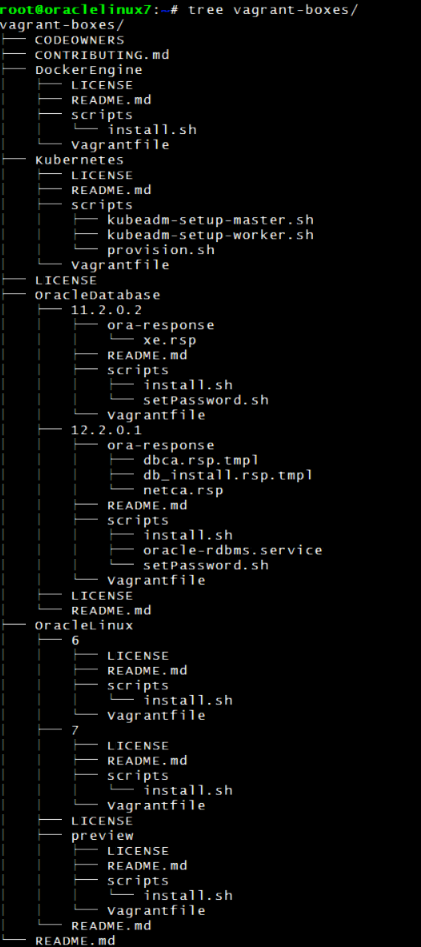 root@oraclelinux7:~# tree vagrant-boxes/
vagrant-boxes/
├── CODEOWNERS
├── CONTRIBUTING.md
├── DockerEngine
│   ├── LICENSE
│   ├── README.md
│   ├── scripts
│   │   └── install.sh
│   └── Vagrantfile
├── Kubernetes
│   ├── LICENSE
│   ├── README.md
│   ├── scripts
│   │   ├── kubeadm-setup-master.sh
│   │   ├── kubeadm-setup-worker.sh
│   │   └── provision.sh
│   └── Vagrantfile
├── LICENSE
├── OracleDatabase
│   ├── 11.2.0.2
│   │   ├── ora-response
│   │   │   └── xe.rsp
│   │   ├── README.md
│   │   ├── scripts
│   │   │   ├── install.sh
│   │   │   └── setPassword.sh
│   │   └── Vagrantfile
│   ├── 12.2.0.1
│   │   ├── ora-response
│   │   │   ├── dbca.rsp.tmpl
│   │   │   ├── db_install.rsp.tmpl
│   │   │   └── netca.rsp
│   │   ├── README.md
│   │   ├── scripts
│   │   │   ├── install.sh
│   │   │   ├── oracle-rdbms.service
│   │   │   └── setPassword.sh
│   │   └── Vagrantfile
│   ├── LICENSE
│   └── README.md
├── OracleLinux
│   ├── 6
│   │   ├── LICENSE
│   │   ├── README.md
│   │   ├── scripts
│   │   │   └── install.sh
│   │   └── Vagrantfile
│   ├── 7
│   │   ├── LICENSE
│   │   ├── README.md
│   │   ├── scripts
│   │   │   └── install.sh
│   │   └── Vagrantfile
│   ├── LICENSE
│   ├── preview
│   │   ├── LICENSE
│   │   ├── README.md
│   │   ├── scripts
│   │   │   └── install.sh
│   │   └── Vagrantfile
│   └── README.md
└── README.md